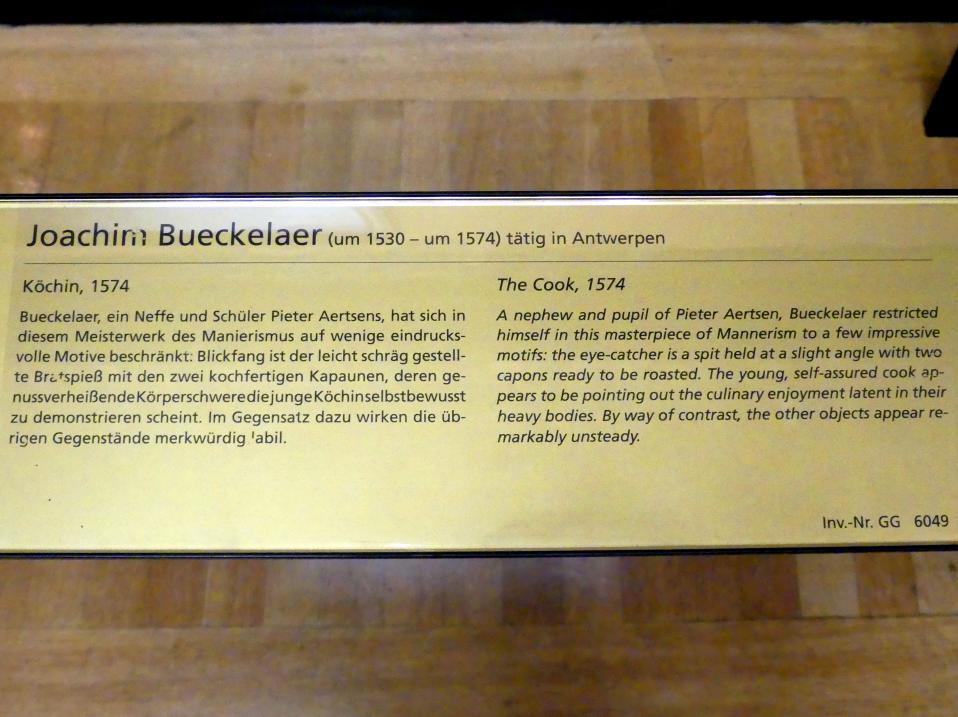 Joachim Bueckelaer (um 1530 – um 1574) tätig in Antwerpen
Köchin, 1574
Bueckelaer, ein Neffe und Schüler Pieter Aertsens, hat sich in
diesem Meisterwerk des Manierismus auf wenige eindrucks-
volle Motive beschränkt: Blickfang ist der leicht schräg gestell-
te Bratspieß mit den zwei kochfertigen Kapaunen, deren ge-
nussverheißende Körperschwere die junge Köchin selbstbewusst
zu demonstrieren scheint. Im Gegensatz dazu wirken die üb-
rigen Gegenstände merkwürdig labil.
The Cook, 1574
A nephew and pupil of Pieter Aertsen, Bueckelaer restricted
himself in this masterpiece of Mannerism to a few impressive
motifs: the eye-catcher is a spit held at a slight angle with two
capons ready to be roasted. The young, self-assured cook ap-
pears to be pointing out the culinary enjoyment latent in their
heavy bodies. By way of contrast, the other objects appear re-
markably unsteady.
Inv.-Nr. GG 6049